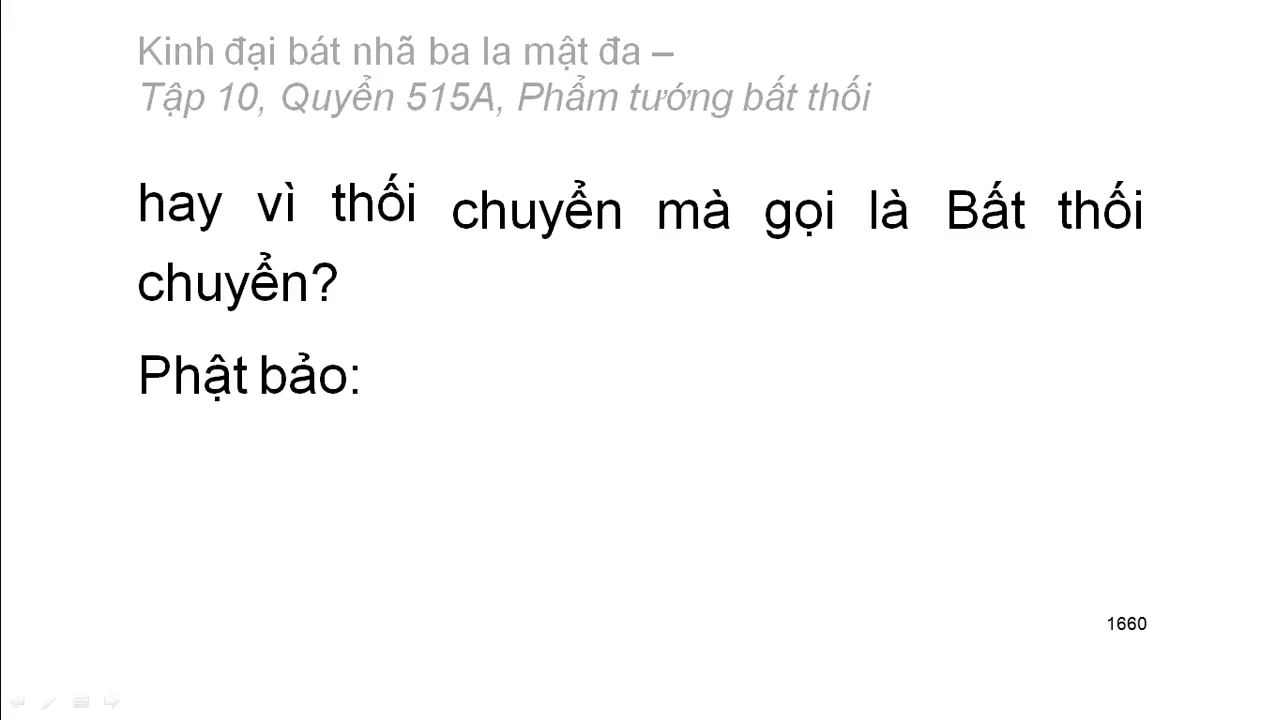 Kinh đại bát nhã ba la mật đa –
Tập 10, Quyển 515A, Phẩm tướng bất thối
hay vì thối chuyển mà gọi là Bất thối
chuyển?
Phật bảo:
1660